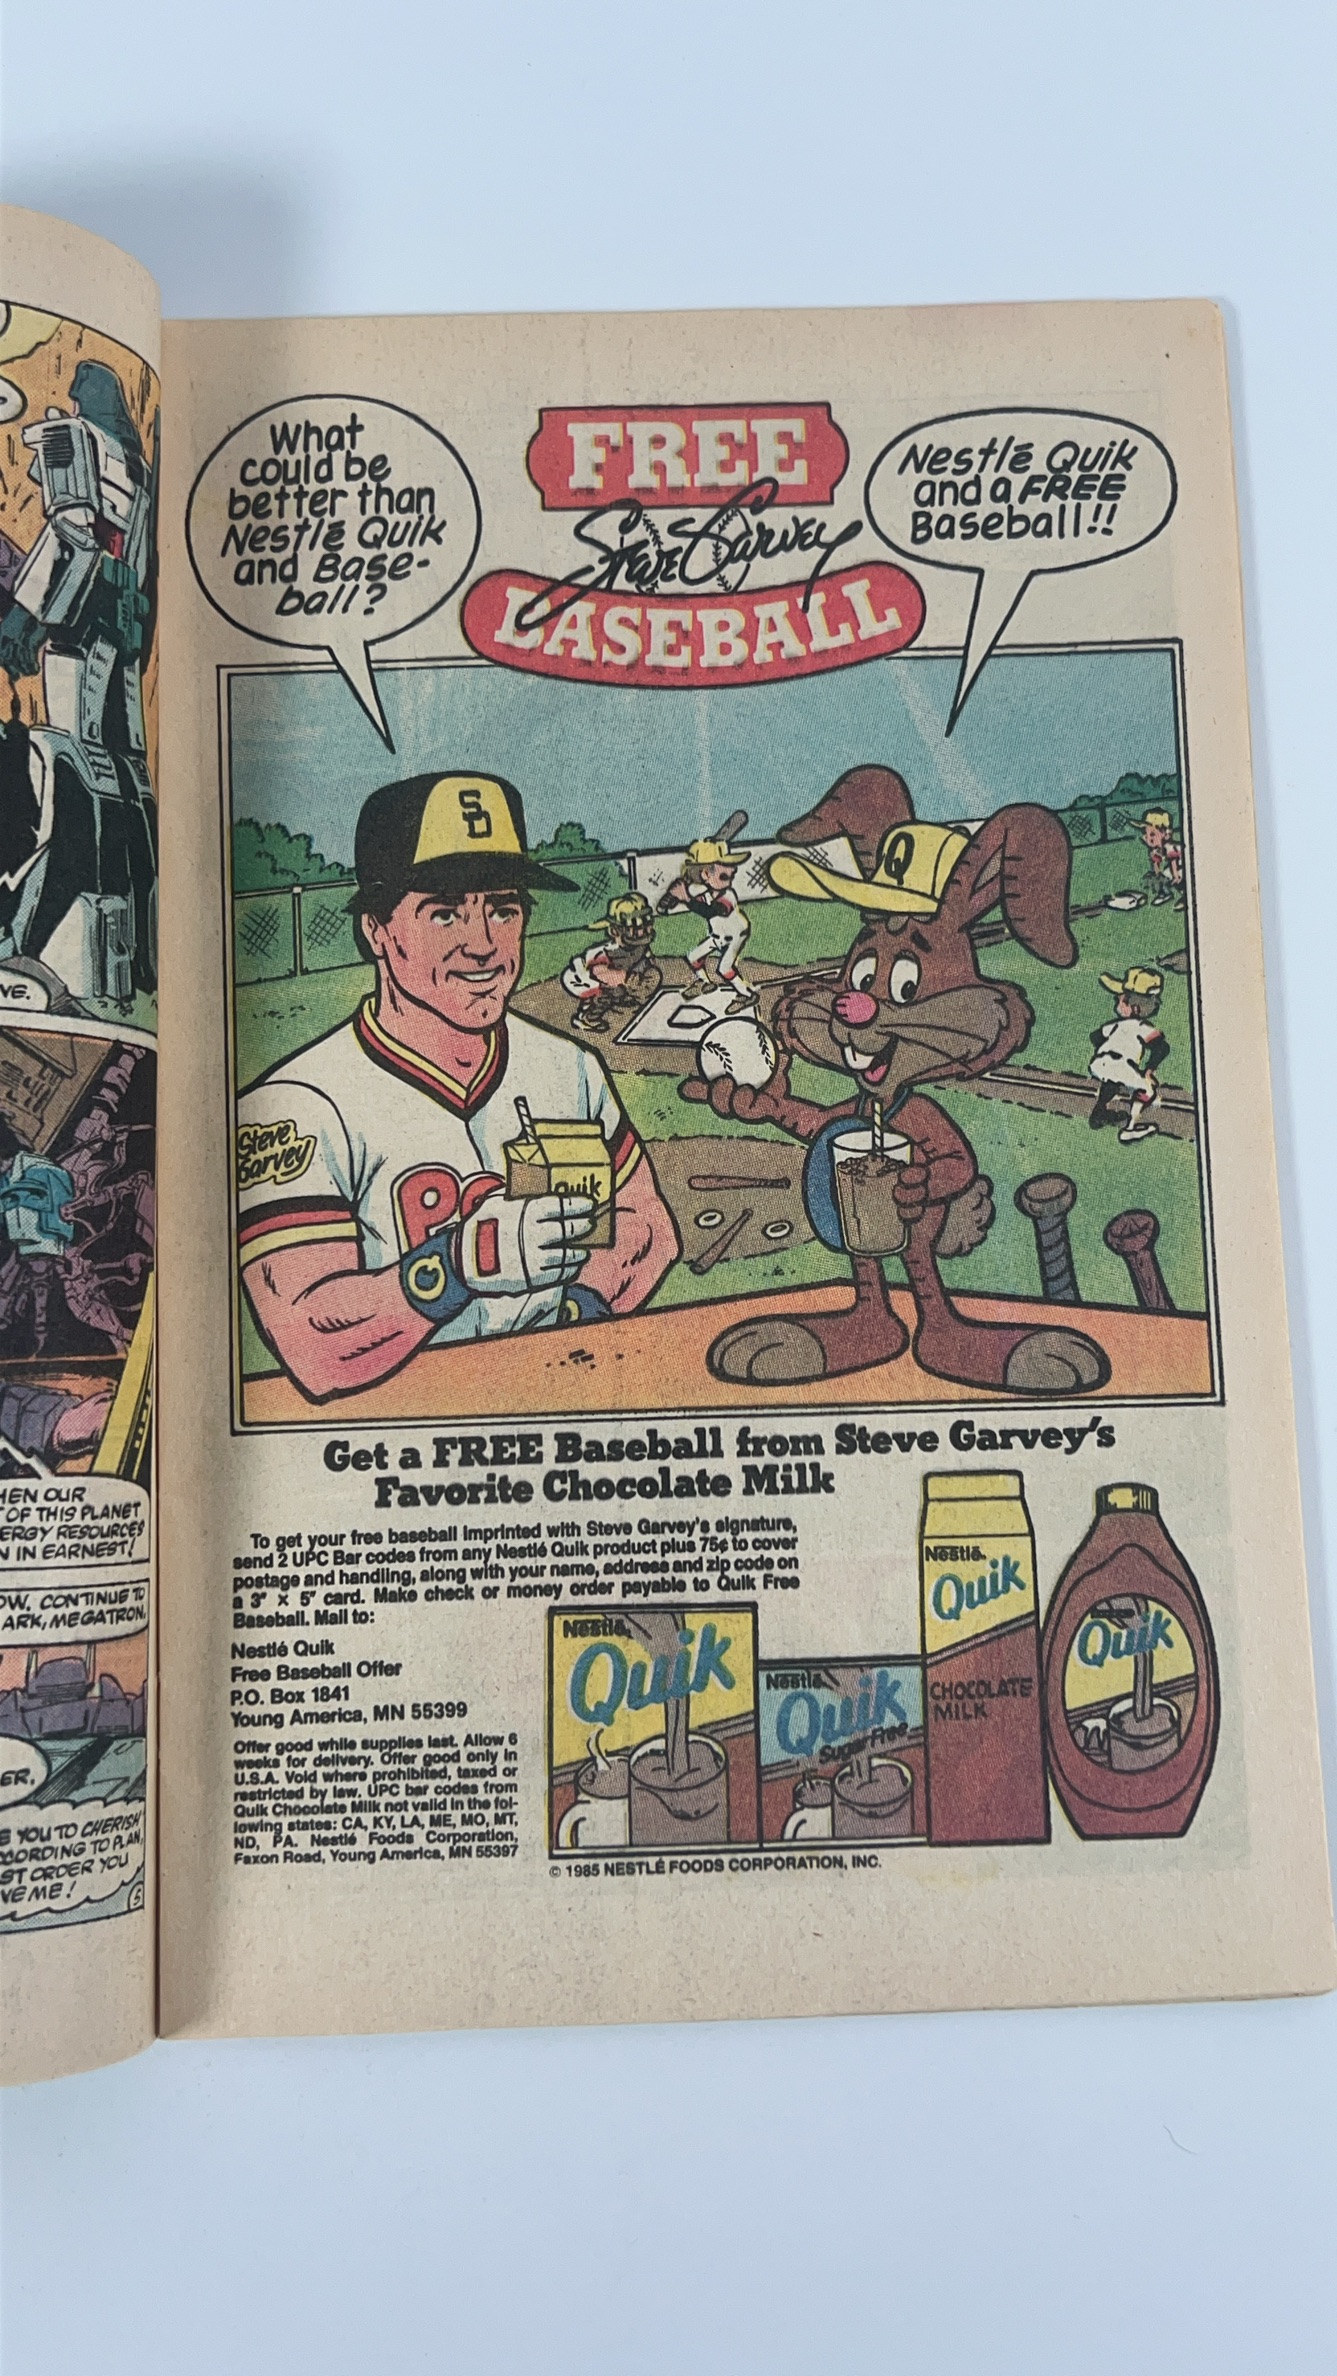 VE.
HEN OUR
OF THIS PLANET
ERGY RESOURCES
N IN EARNEST!
OW. CONTINUE TO
ARK, MEGATRON.
ER.
E YOU TO CHERISH
CORDING TO PLAN,
ST ORDER YOU
VE ME!
5
What
could be
better than
Nestlé Quik
and Base-
ball?
FREE
Steve Garvey
BASEBALL
Nestlé Quik
and a FREE
Baseball!!
SD
Q
Steve
Garvey
Quik
Get a FREE Baseball from Steve Garvey's
Favorite Chocolate Milk
To get your free baseball imprinted with Steve Garvey's signature,
send 2 UPC Bar codes from any Nestlé Quik product plus 75¢ to cover
postage and handling, along with your name, address and zip code on
a 3" × 5" card. Make check or money order payable to Quik Free
Baseball. Mail to:
Nestlé Quik
Free Baseball Offer
P.O. Box 1841
Young America, MN 55399
Offer good while supplies last. Allow 6
weeks for delivery. Offer good only in
U.S.A. Void where prohibited, taxed or
restricted by law. UPC bar codes from
Quik Chocolate Milk not valid in the fol-
lowing states: CA, KY, LA, ME, MO, MT,
ND, PA. Nestlé Foods Corporation,
Faxon Road, Young America, MN 55397
Nestlé
Quik
Nestlé
Quik
Sugar Free
Nestlé
Quik
CHOCOLATE
MILK
Quik
© 1985 NESTLÉ FOODS CORPORATION, INC.